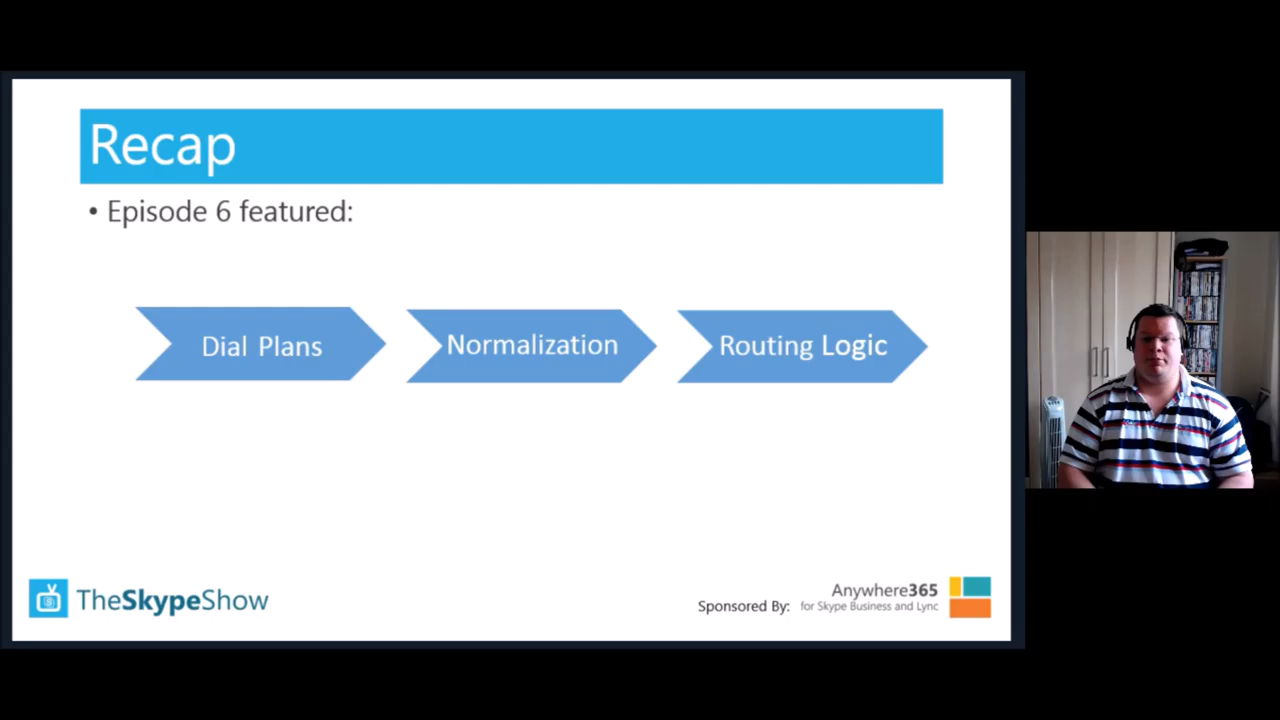 Recap
• Episode 6 featured:
Dial Plans
Normalization
Routing Logic
TheSkypeShow
Sponsored By:
Anywhere365
for Skype Business and Lync